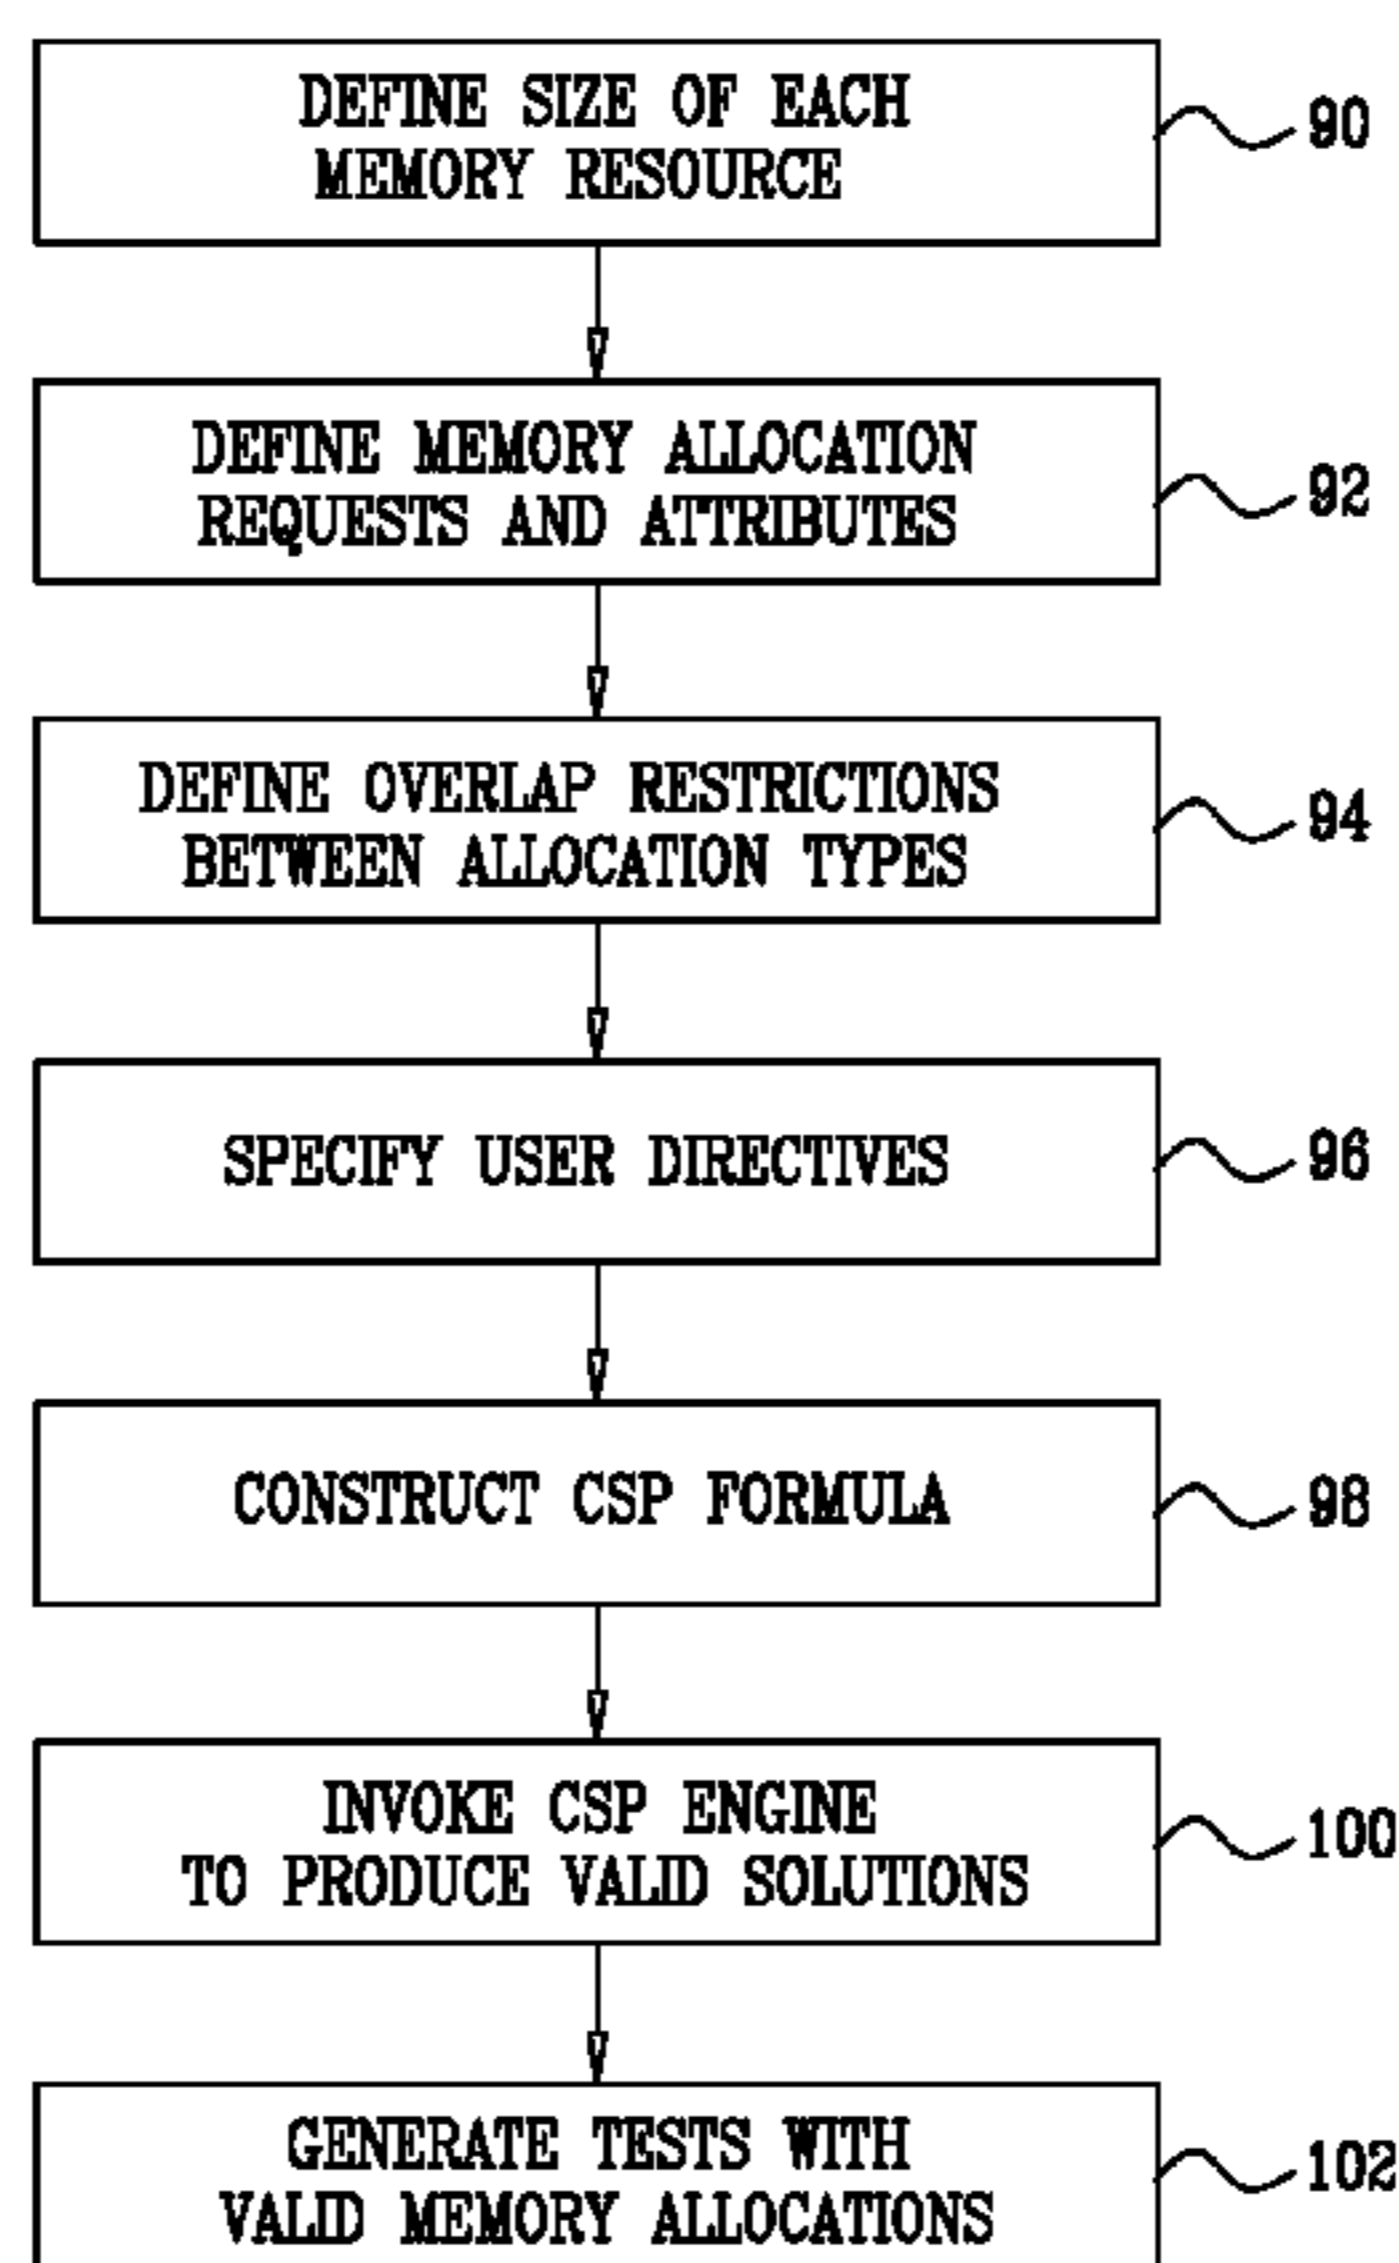 DEFINE SIZE OF EACH
MEMORY RESOURCE
90
DEFINE MEMORY ALLOCATION
REQUESTS AND ATTRIBUTES
92
DEFINE OVERLAP RESTRICTIONS
BETWEEN ALLOCATION TYPES
94
SPECIFY USER DIRECTIVES
96
CONSTRUCT CSP FORMULA
98
INVOKE CSP ENGINE
TO PRODUCE VALID SOLUTIONS
100
GENERATE TESTS WITH
VALID MEMORY ALLOCATIONS
102